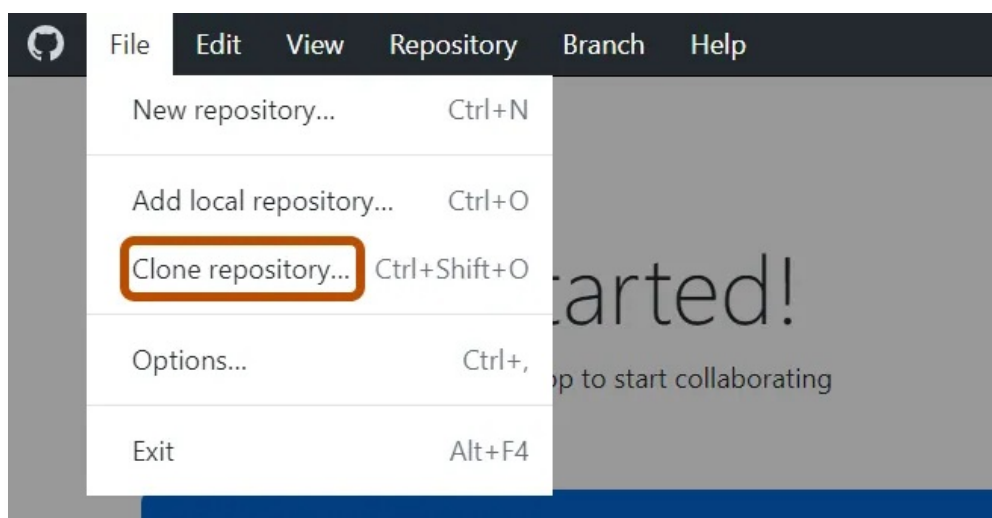 File Edit View Repository Branch Help
New repository... Ctrl+N
Add local repository... Ctrl+O
Clone repository... Ctrl+Shift+O
Options... Ctrl+,
Exit Alt+F4
tarted!
to start collaborating